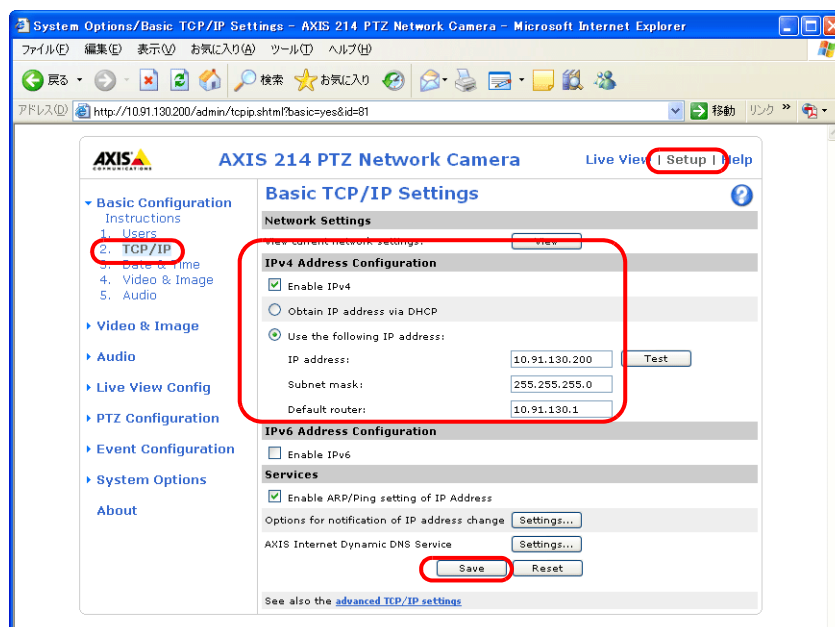 System Options/Basic TCP/IP Settings - AXIS 214 PTZ Network Camera - Microsoft Internet Explorer
ファイル(F) 編集(E) 表示(V) お気に入り(A) ツール(T) ヘルプ(H)
戻る 検索 お気に入り
アドレス(D) http://10.91.130.200/admin/tcpip.shtml?basic=yes&id=81 移動 リンク »
AXIS COMMUNICATIONS AXIS 214 PTZ Network Camera Live View | Setup | Help
Basic Configuration
Instructions
1. Users
2. TCP/IP
3. Date & Time
4. Video & Image
5. Audio
Video & Image
Audio
Live View Config
PTZ Configuration
Event Configuration
System Options
About
Basic TCP/IP Settings
Network Settings
View current network settings: View
IPv4 Address Configuration
Enable IPv4
Obtain IP address via DHCP
Use the following IP address:
IP address: 10.91.130.200 Test
Subnet mask: 255.255.255.0
Default router: 10.91.130.1
IPv6 Address Configuration
Enable IPv6
Services
Enable ARP/Ping setting of IP Address
Options for notification of IP address change Settings...
AXIS Internet Dynamic DNS Service Settings...
Save Reset
See also the advanced TCP/IP settings